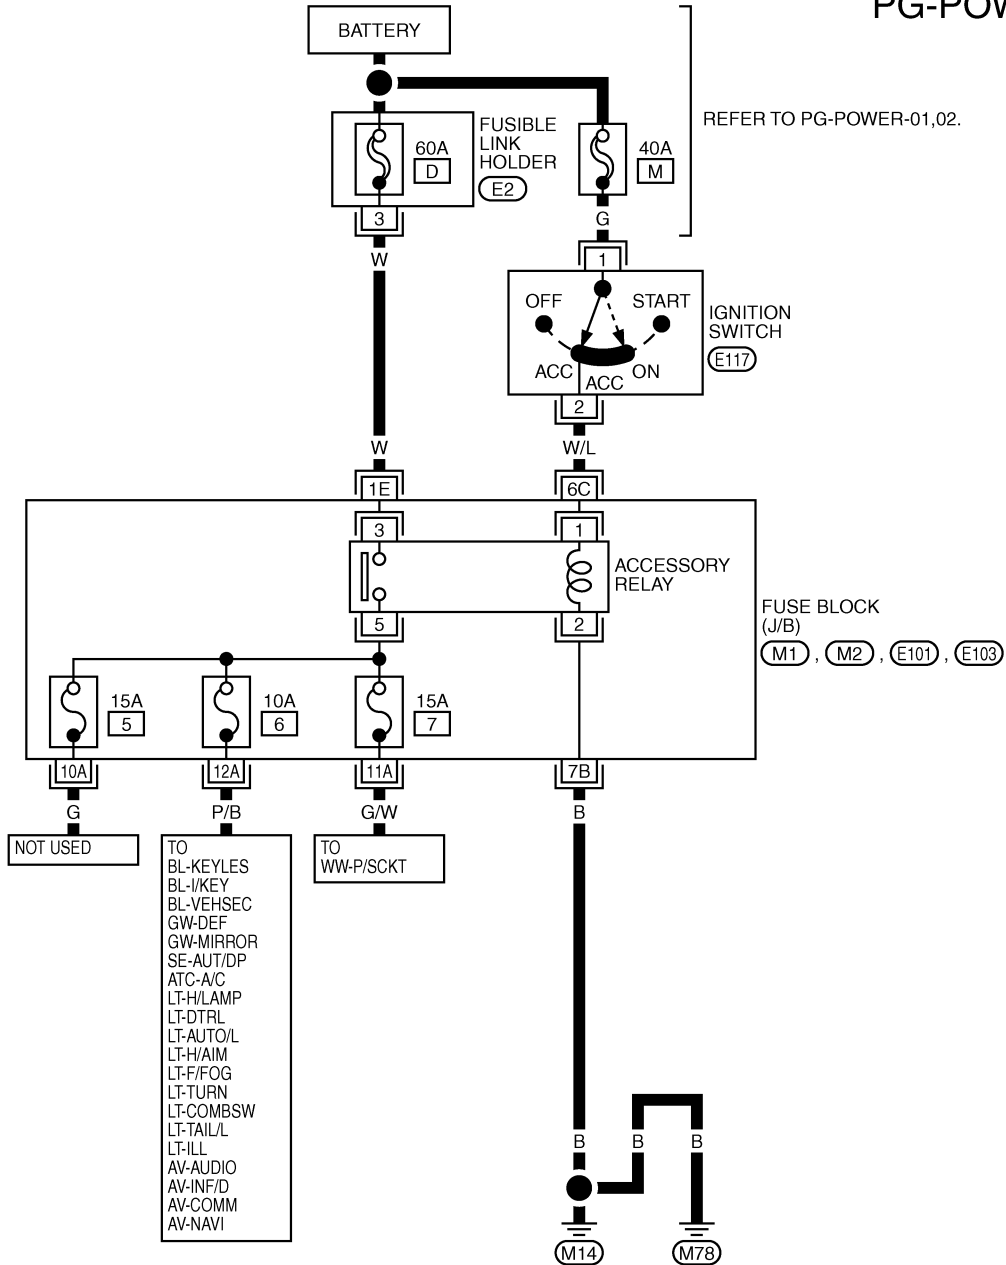 PG-POW
BATTERY
REFER TO PG-POWER-01,02.
60A
D
FUSIBLE
LINK
HOLDER
E2
40A
M
3
G
W
1
OFF
START
ACC
ACC
ON
IGNITION
SWITCH
E117
2
W
W/L
1E
6C
3
1
ACCESSORY
RELAY
5
2
FUSE BLOCK
(J/B)
M1 , M2 , E101 , E103
15A
5
10A
6
15A
7
10A
12A
11A
7B
G
P/B
G/W
B
NOT USED
TO
BL-KEYLES
BL-I/KEY
BL-VEHSEC
GW-DEF
GW-MIRROR
SE-AUT/DP
ATC-A/C
LT-H/LAMP
LT-DTRL
LT-AUTO/L
LT-H/AIM
LT-F/FOG
LT-TURN
LT-COMBSW
LT-TAIL/L
LT-ILL
AV-AUDIO
AV-INF/D
AV-COMM
AV-NAVI
TO
WW-P/SCKT
B
B
B
M14
M78